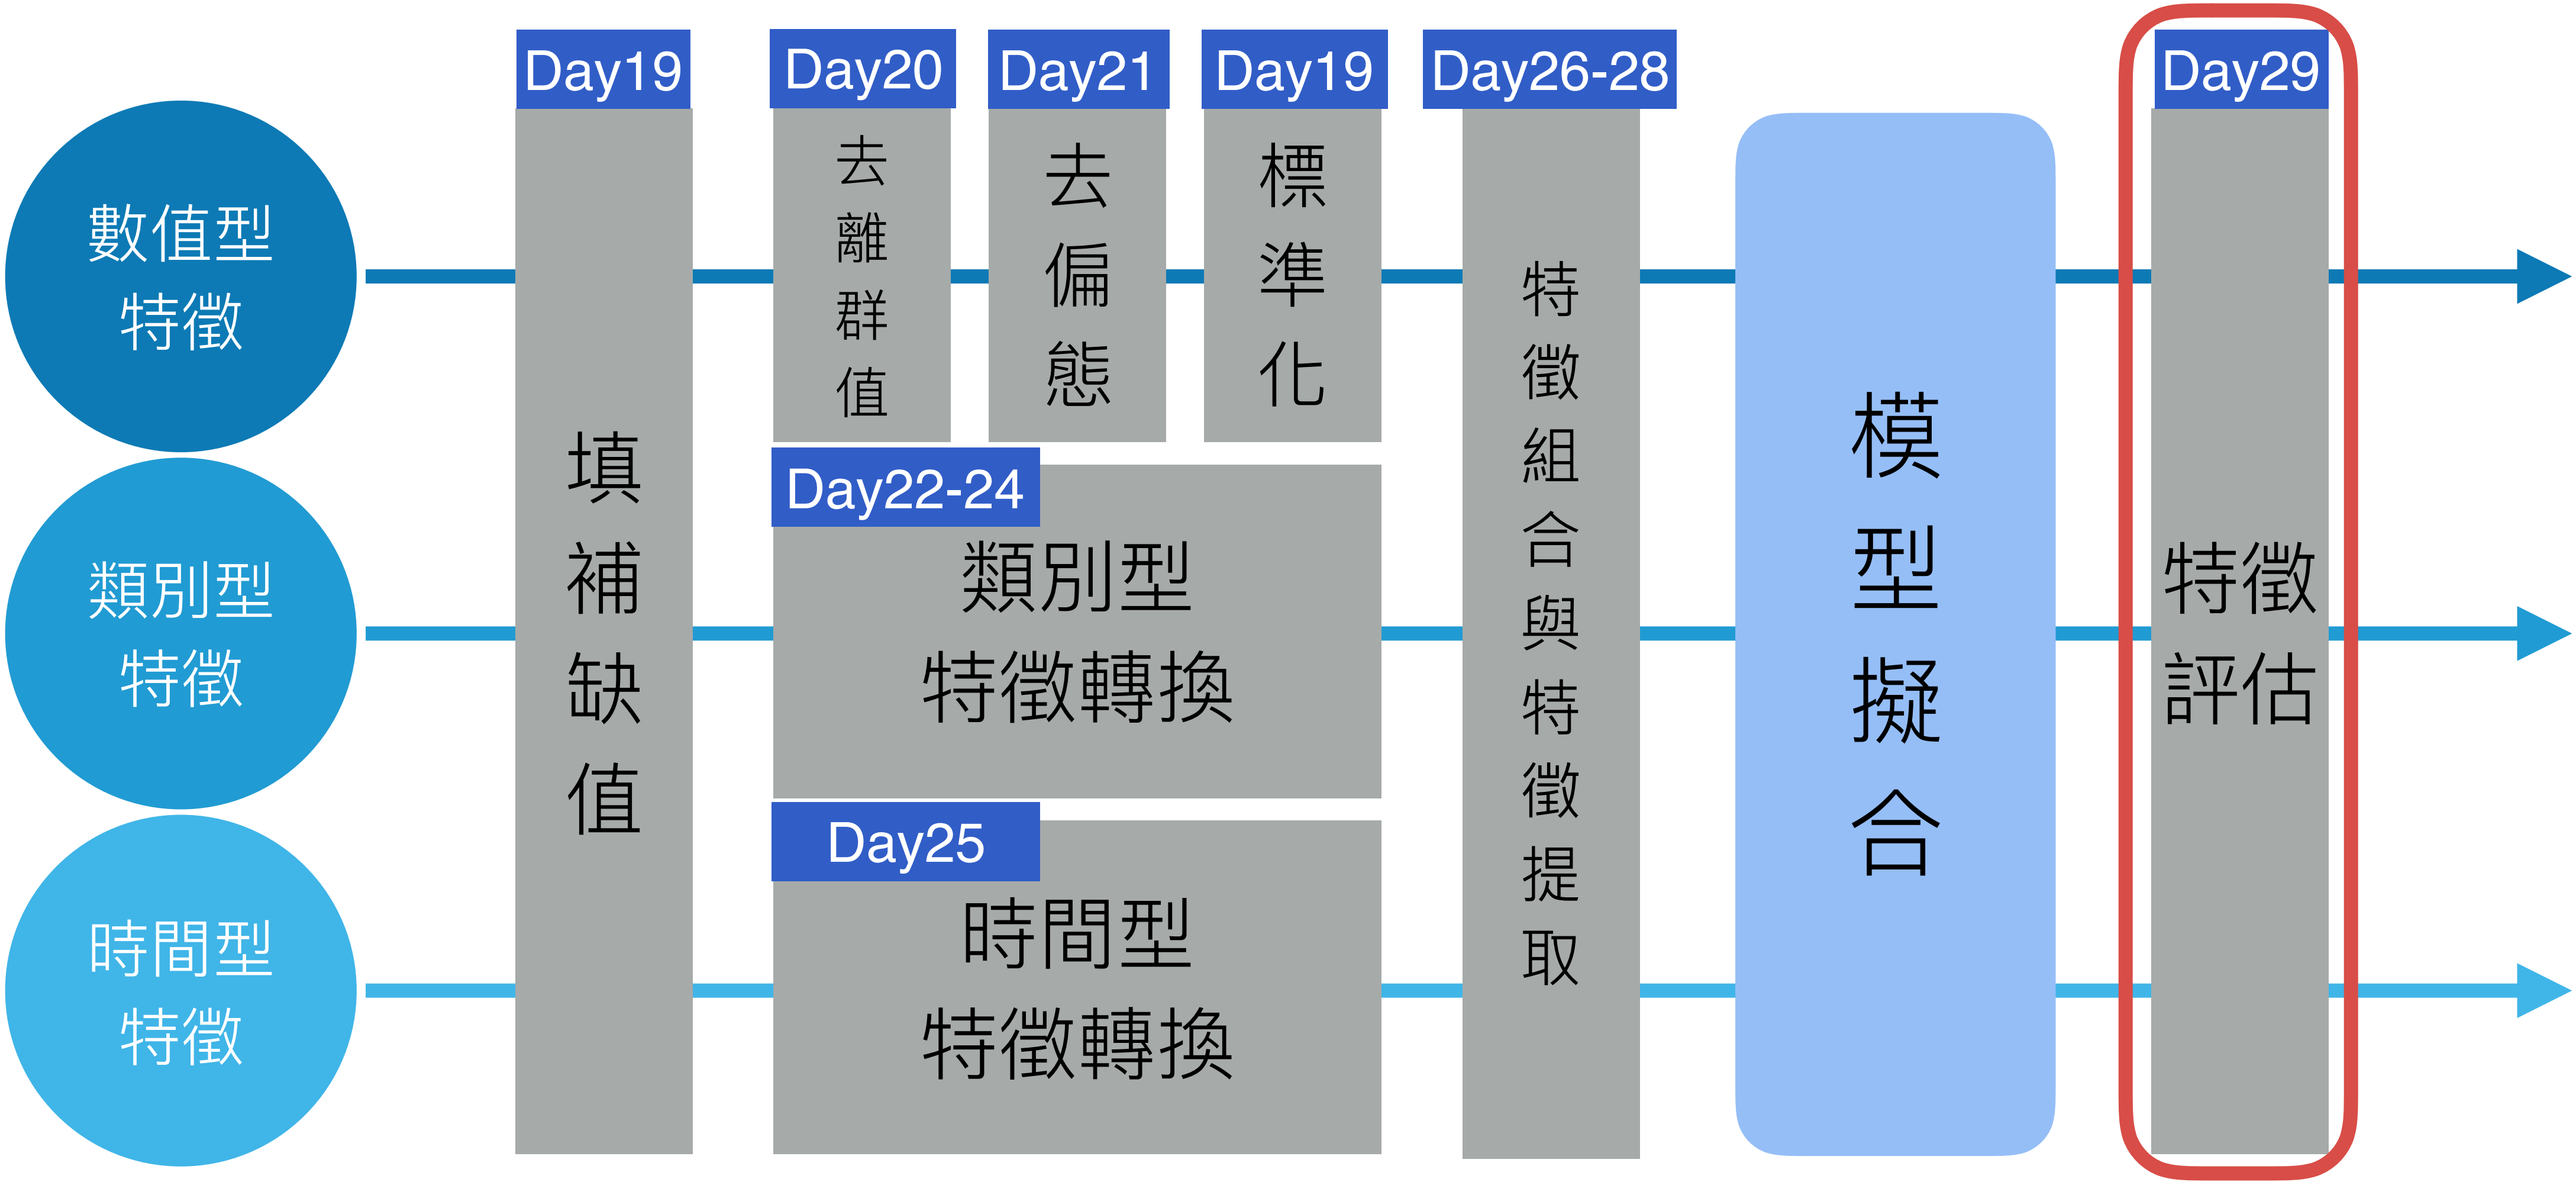 數值型
特徵
類別型
特徵
時間型
特徵
Day19
填補缺值
Day20
去離群值
Day21
去偏態
Day19
標準化
Day22-24
類別型
特徵轉換
Day25
時間型
特徵轉換
Day26-28
特徵組合與特徵提取
模型擬合
Day29
特徵
評估